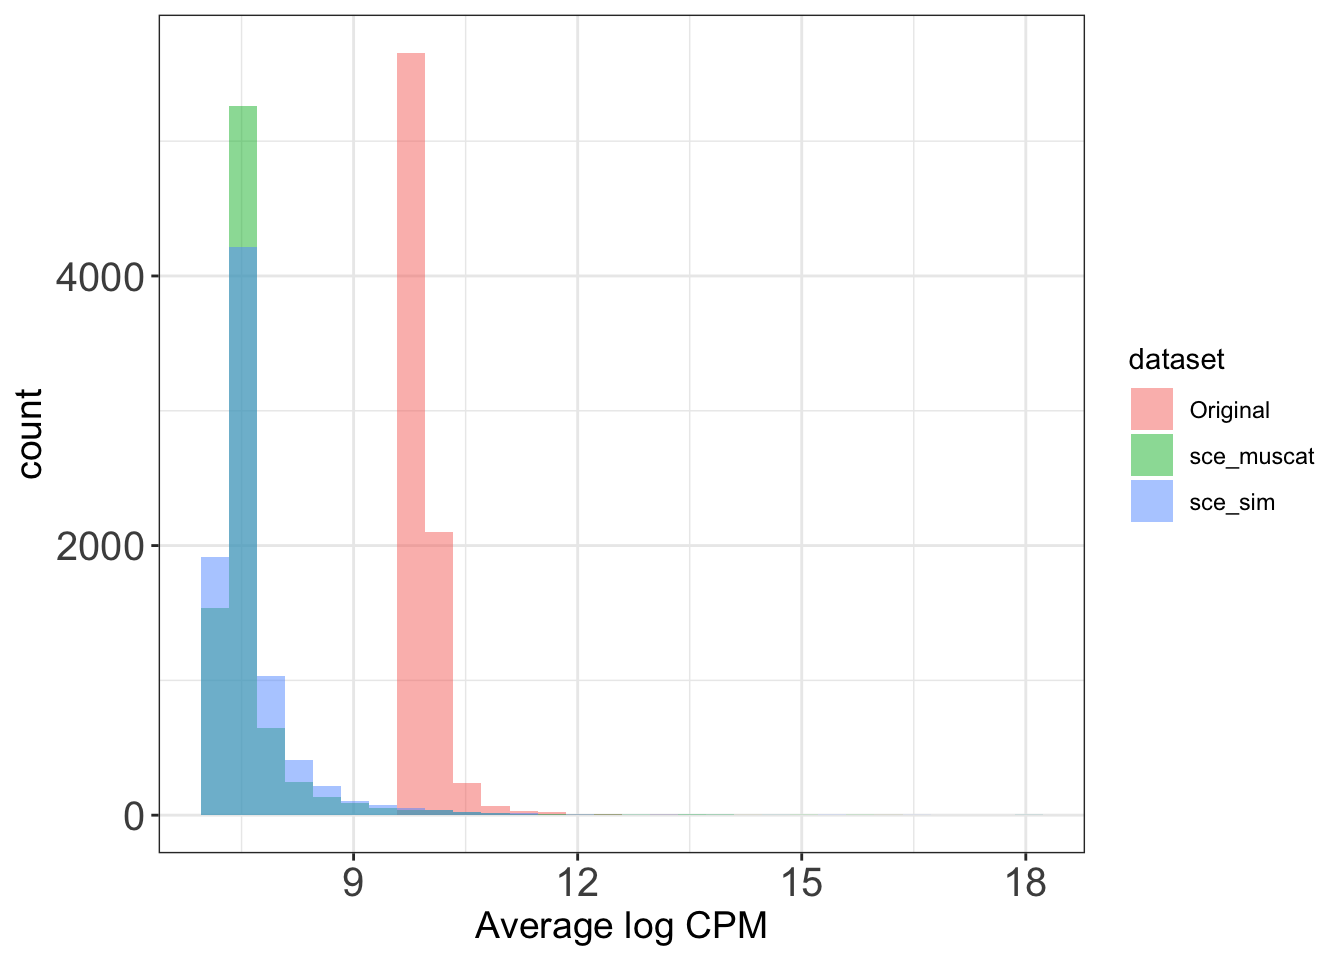 4000
2000
0
count
9
12
15
18
Average log CPM
dataset
Original
sce_muscat
sce_sim